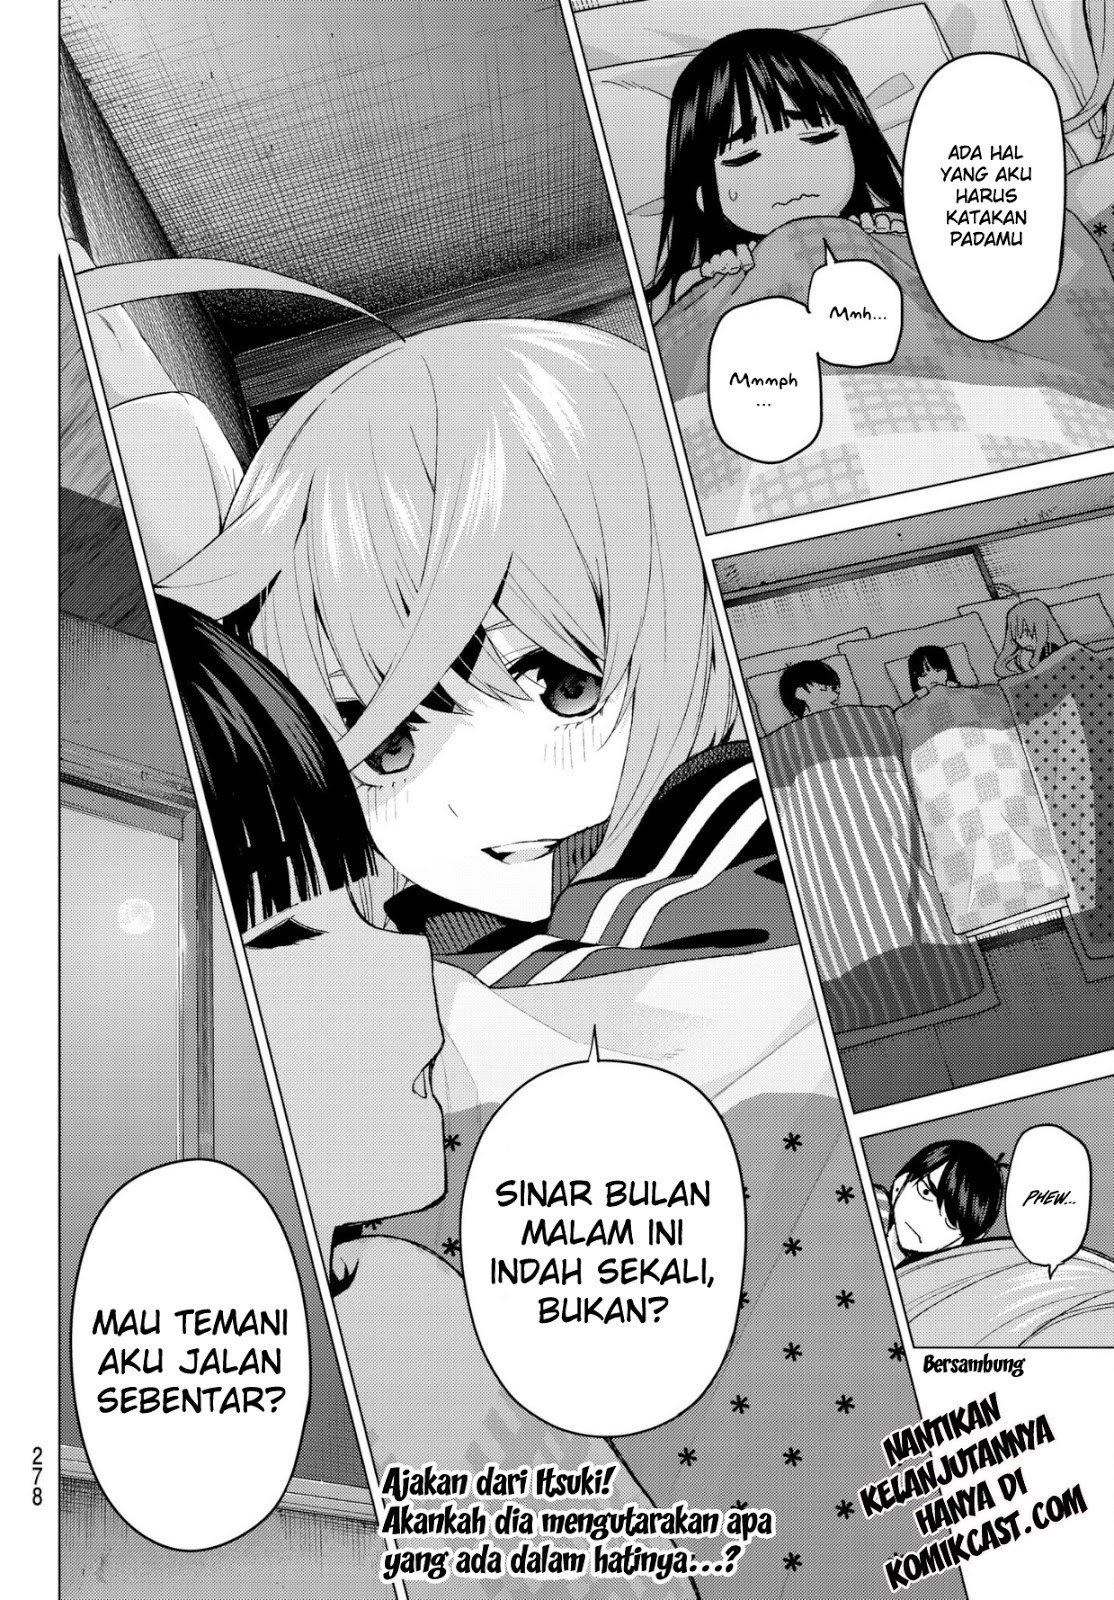 ADA HAL
YANG AKU
HARUS
KATAKAN
PADAMU
Mmh...
Mmmph
...
PHEW...
SINAR BULAN
MALAM INI
INDAH SEKALI,
BUKAN?
MAU TEMANI
AKU JALAN
SEBENTAR?
Bersambung
NANTIKAN
KELANJUTANNYA
HANYA DI
KOMIKCAST.COM
Ajakan dari Itsuki!
Akankah dia mengutarakan apa
yang ada dalam hatinya...?
278